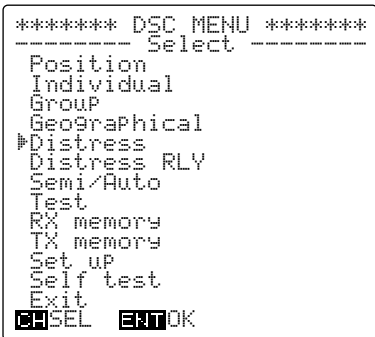 ******* DSC MENU *******
-------- Select --------
Position
Individual
Group
Geographical
Distress
Distress RLY
Semi/Auto
Test
RX memory
TX memory
Set up
Self test
Exit
CH SEL ENT OK